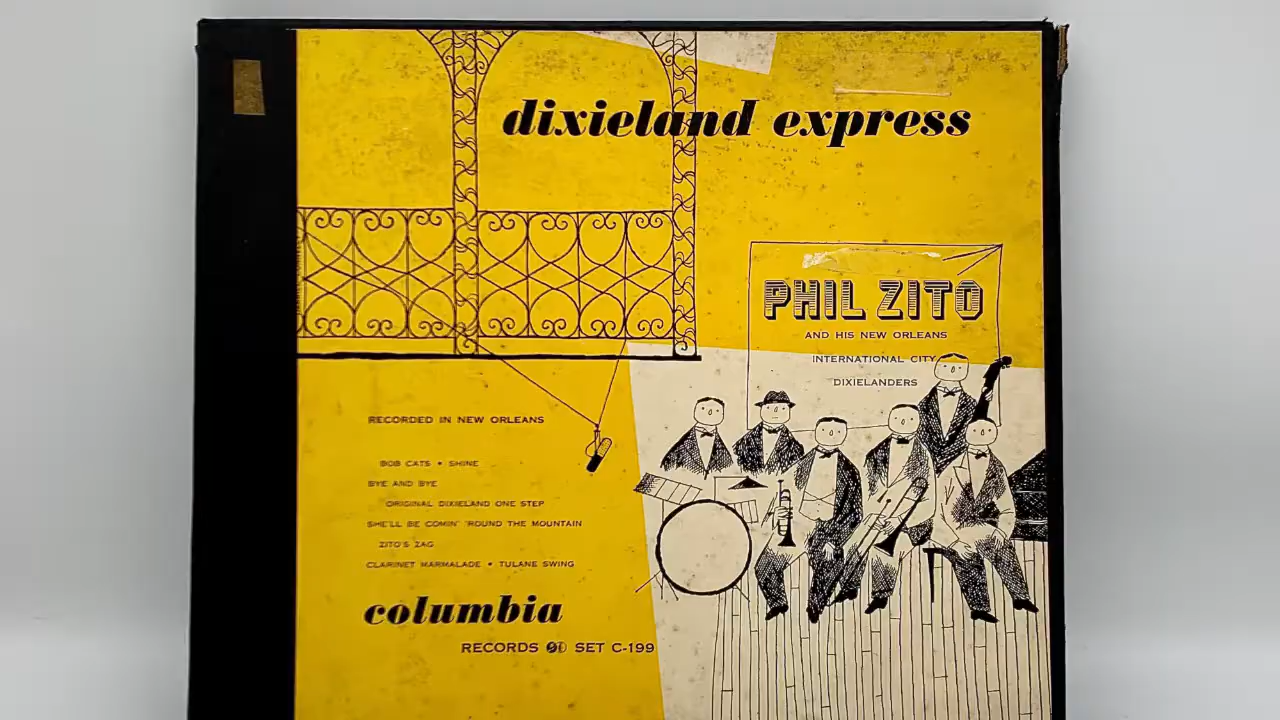 dixieland express
PHIL ZITO
AND HIS NEW ORLEANS
INTERNATIONAL CITY
DIXIELANDERS
RECORDED IN NEW ORLEANS
BOB CATS • SHINE
BYE AND BYE
ORIGINAL DIXIELAND ONE STEP
SHE'LL BE COMIN' 'ROUND THE MOUNTAIN
ZITO'S ZAG
CLARINET MARMALADE • TULANE SWING
columbia
RECORDS SET C-199